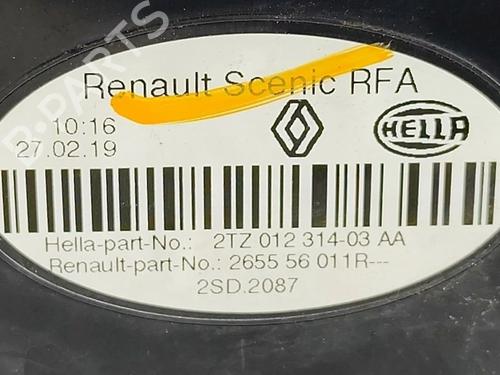 Renault Scenic RFA
10:16
27.02.19
HELLA
Hella-part-No.: 2TZ 012 314-03 AA
Renault-part-No.: 2655 56 011R---
2SD.2087
B-PARTS